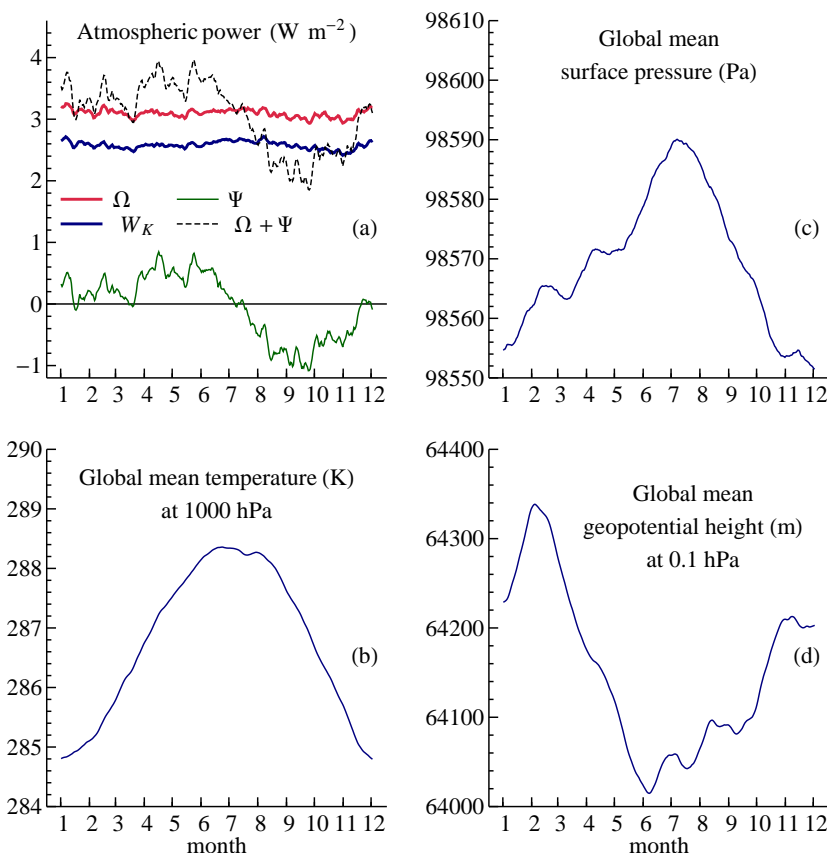 Atmospheric power (W m−2)
4
3
2
1
0
−1
Ω
Ψ
WK
Ω + Ψ
(a)
1 2 3 4 5 6 7 8 9 10 11 12
98610
98600
98590
98580
98570
98560
98550
Global mean
surface pressure (Pa)
(c)
1 2 3 4 5 6 7 8 9 10 11 12
290
289
288
287
286
285
284
Global mean temperature (K)
at 1000 hPa
(b)
1 2 3 4 5 6 7 8 9 10 11 12
month
64400
64300
64200
64100
64000
Global mean
geopotential height (m)
at 0.1 hPa
(d)
1 2 3 4 5 6 7 8 9 10 11 12
month